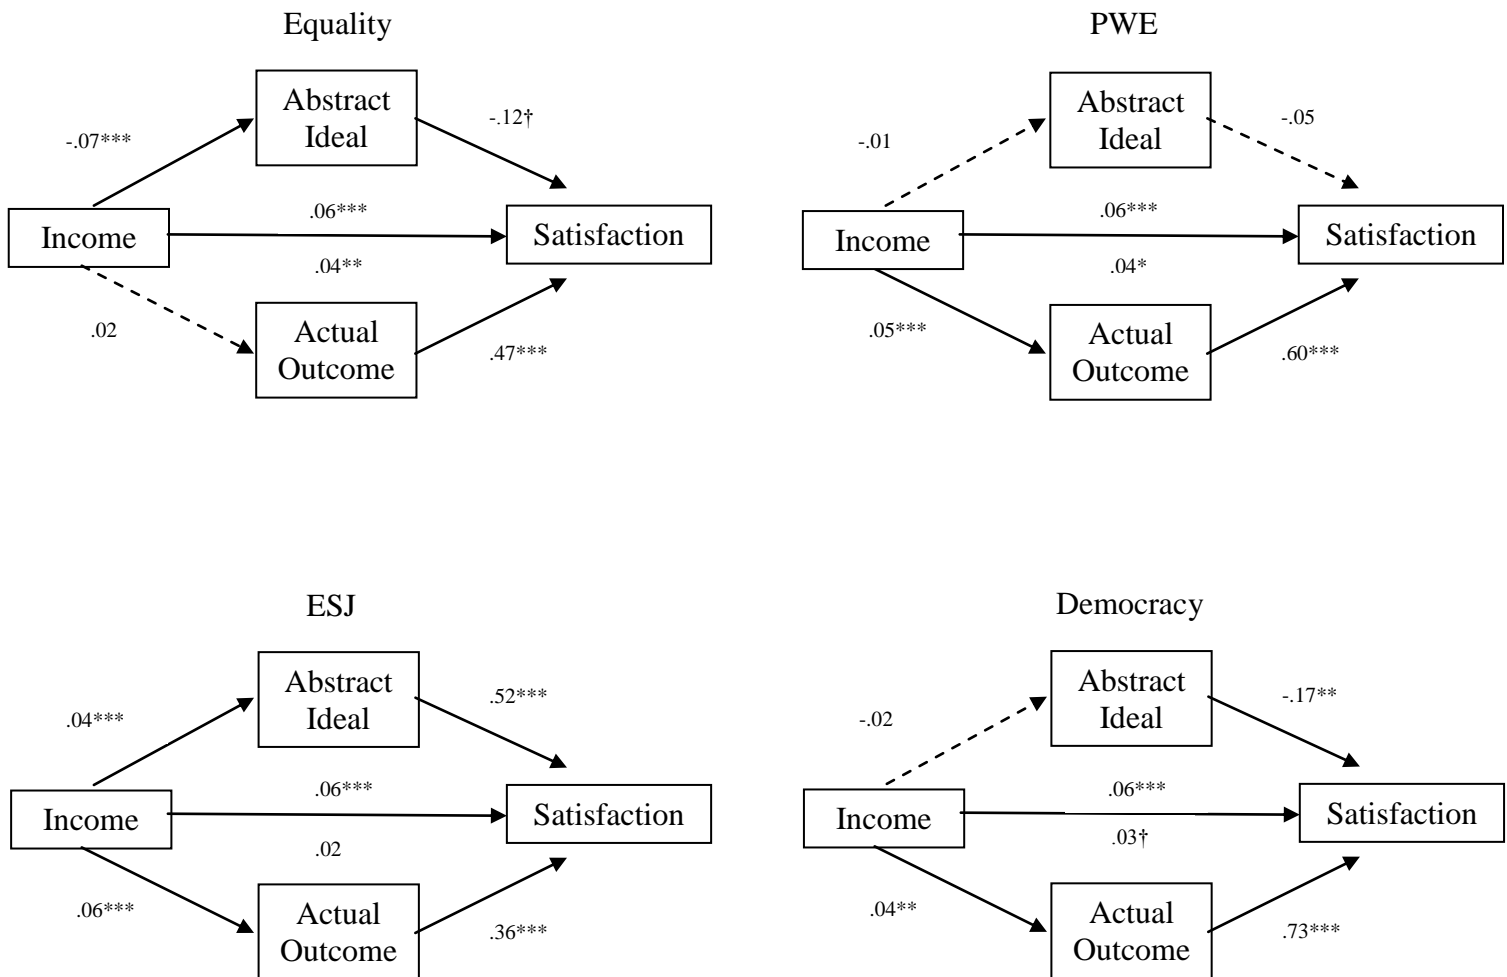 Equality
Abstract
Ideal
-.07***
-.12†
.06***
Income
Satisfaction
.04**
.02
Actual
Outcome
.47***
PWE
Abstract
Ideal
-.01
-.05
.06***
Income
Satisfaction
.04*
.05***
Actual
Outcome
.60***
ESJ
Abstract
Ideal
.04***
.52***
.06***
Income
Satisfaction
.02
.06***
Actual
Outcome
.36***
Democracy
Abstract
Ideal
-.02
-.17**
.06***
Income
Satisfaction
.03†
.04**
Actual
Outcome
.73***